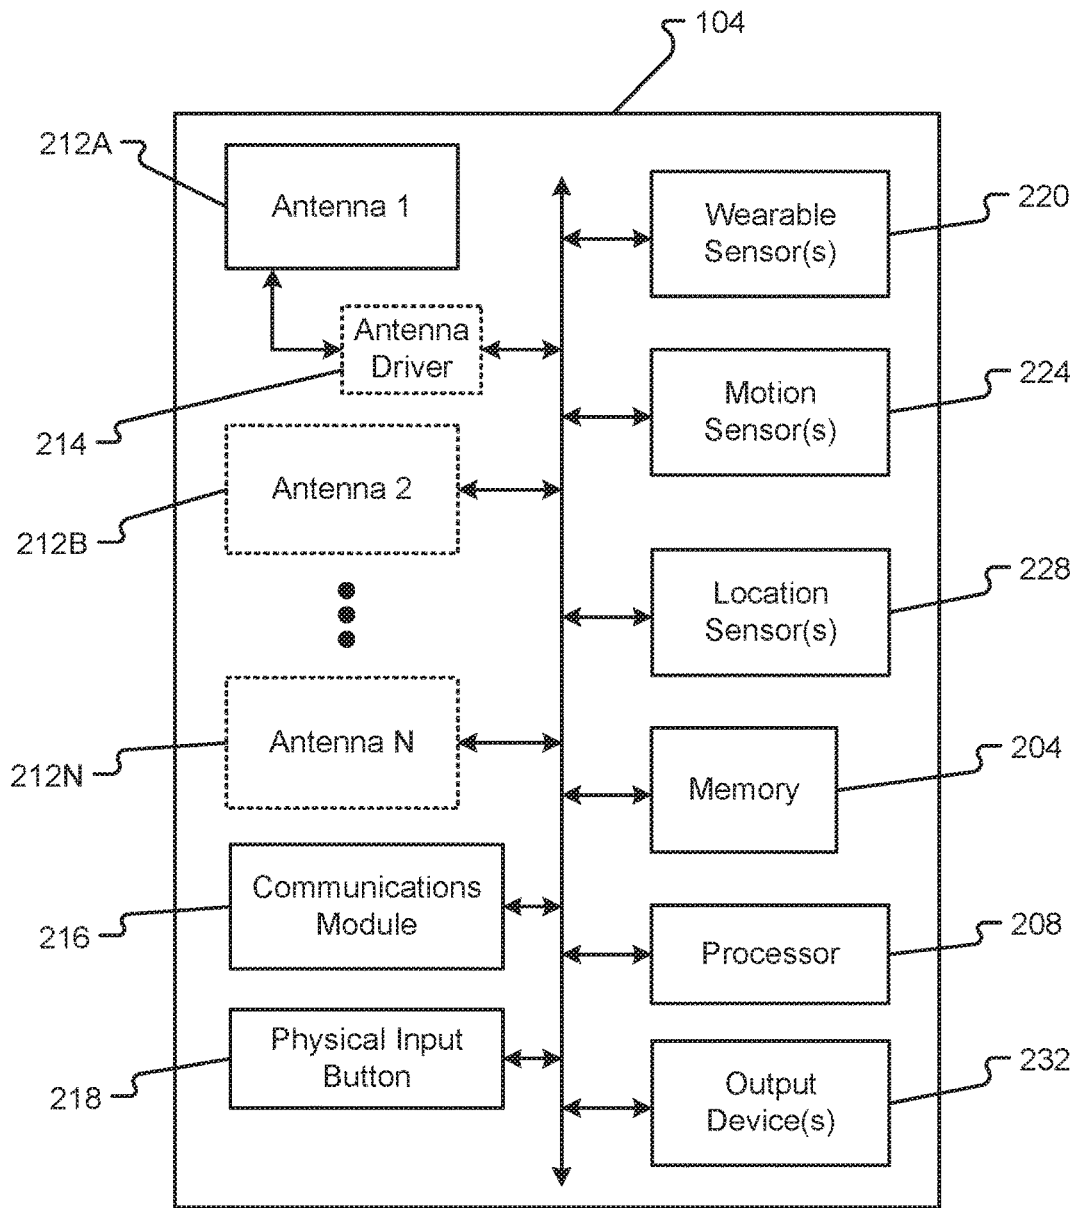 104
212A
Antenna 1
Wearable
Sensor(s)
220
Antenna
Driver
214
Motion
Sensor(s)
224
Antenna 2
212B
Location
Sensor(s)
228
Antenna N
212N
Memory
204
Communications
Module
216
Processor
208
Physical Input
Button
218
Output
Device(s)
232